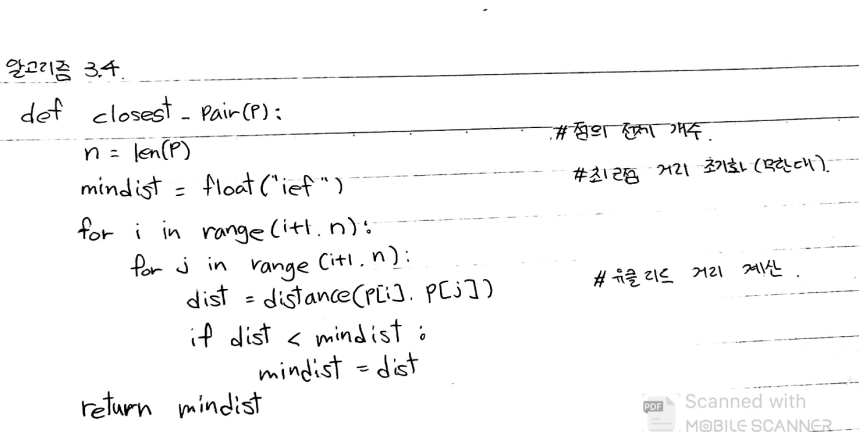 알고리즘 3.4.
def closest_Pair(P):
n = len(P) #점의 전체 개수.
mindist = float("ief") #최근점 거리 초기화 (무한대).
for i in range(i+1. n):
for j in range (i+1. n):
dist = distance(P[i]. P[j]) #유클리드 거리 계산.
if dist < mindist :
mindist = dist
return mindist
PDF Scanned with
MOBILE SCANNER